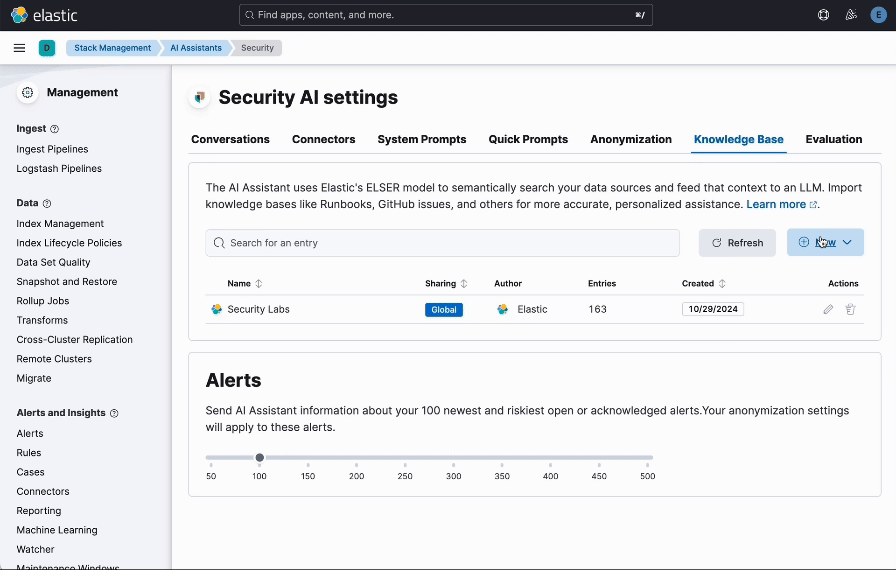 elastic
Find apps, content, and more.
⌘/
E
D
Stack Management
AI Assistants
Security
Management
Ingest
Ingest Pipelines
Logstash Pipelines
Data
Index Management
Index Lifecycle Policies
Data Set Quality
Snapshot and Restore
Rollup Jobs
Transforms
Cross-Cluster Replication
Remote Clusters
Migrate
Alerts and Insights
Alerts
Rules
Cases
Connectors
Reporting
Machine Learning
Watcher
Maintenance Windows
Security AI settings
Conversations Connectors System Prompts Quick Prompts Anonymization Knowledge Base Evaluation
The AI Assistant uses Elastic's ELSER model to semantically search your data sources and feed that context to an LLM. Import
knowledge bases like Runbooks, GitHub issues, and others for more accurate, personalized assistance. Learn more.
Search for an entry
Refresh
New
Name Sharing Author Entries Created Actions
Security Labs Global Elastic 163 10/29/2024
Alerts
Send AI Assistant information about your 100 newest and riskiest open or acknowledged alerts.Your anonymization settings
will apply to these alerts.
50 100 150 200 250 300 350 400 450 500